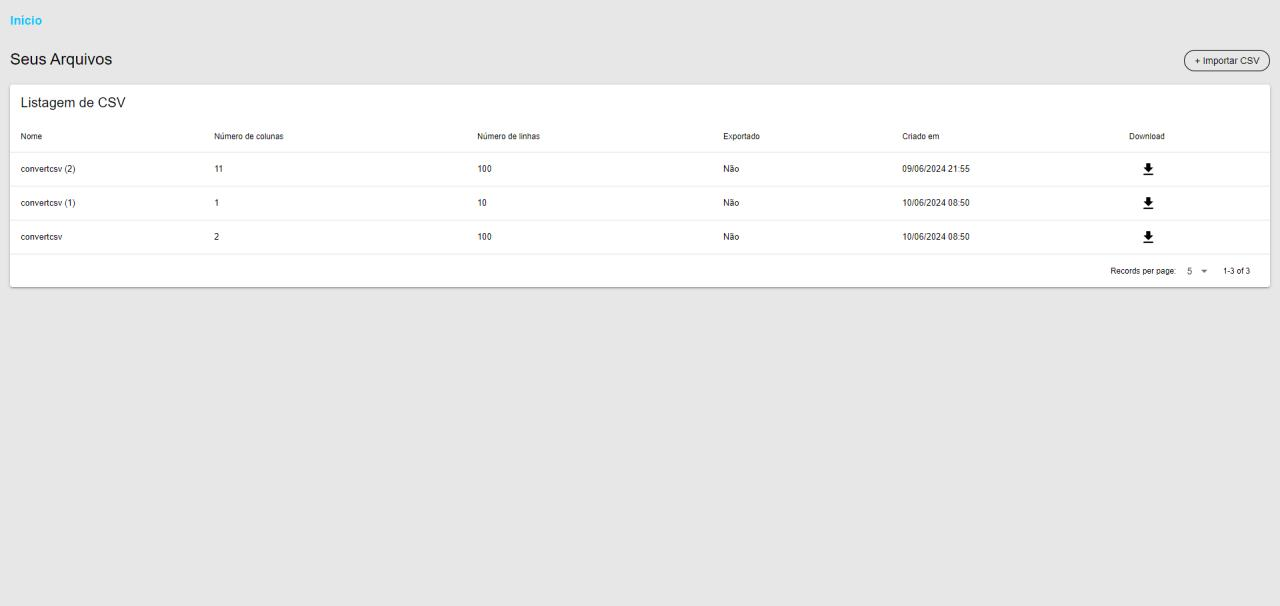 Início
Seus Arquivos
+ Importar CSV
Listagem de CSV
Nome Número de colunas Número de linhas Exportado Criado em Download
convertcsv (2) 11 100 Não 09/06/2024 21:55
convertcsv (1) 1 10 Não 10/06/2024 08:50
convertcsv 2 100 Não 10/06/2024 08:50
Records per page: 5 1-3 of 3